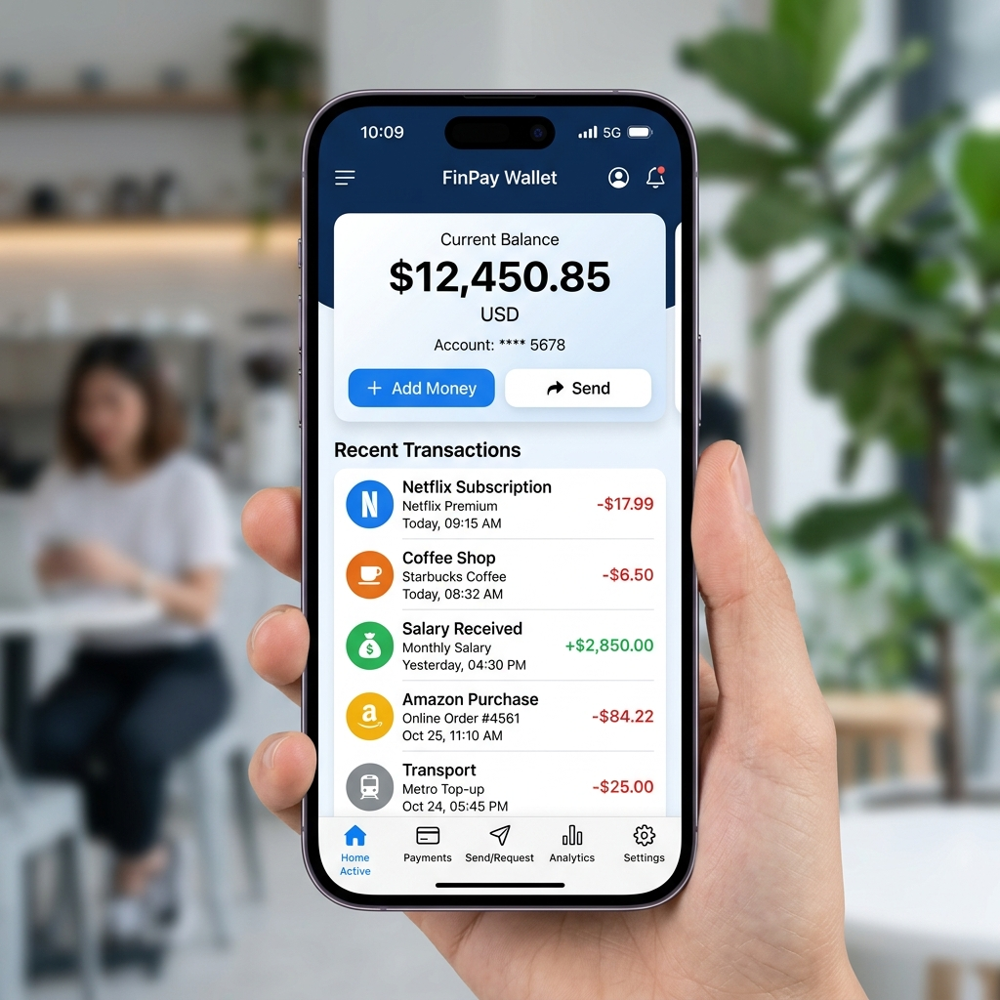 10:09 5G
FinPay Wallet
Current Balance
$12,450.85
USD
Account: **** 5678
+ Add Money Send
Recent Transactions
N
Netflix Subscription
Netflix Premium
Today, 09:15 AM
-$17.99
Coffee Shop
Starbucks Coffee
Today, 08:32 AM
-$6.50
$
Salary Received
Monthly Salary
Yesterday, 04:30 PM
+$2,850.00
a
Amazon Purchase
Online Order #4561
Oct 25, 11:10 AM
-$84.22
Transport
Metro Top-up
Oct 24, 05:45 PM
-$25.00
Home Payments Send/Request Analytics Settings
Active